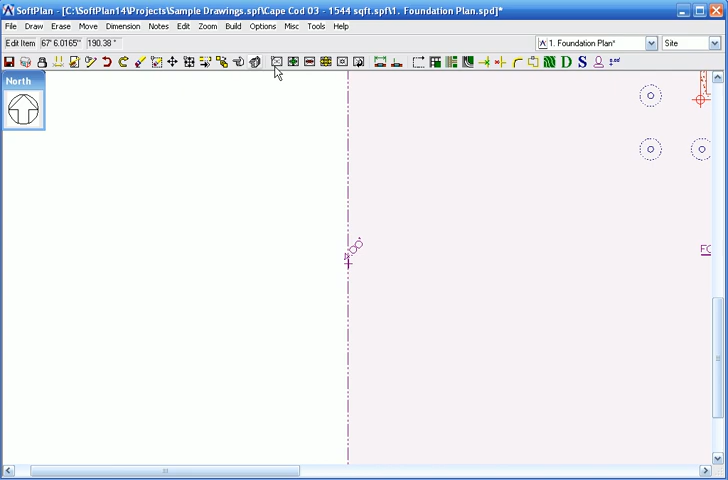 SoftPlan - [C:\SoftPlan14\Projects\Sample Drawings.spf\Cape Cod 03 - 1544 sqft.spf\1. Foundation Plan.spd]*
File Draw Erase Move Dimension Notes Edit Zoom Build Options Misc Tools Help
Edit Item 67' 6.0165" 190.38 ° 1. Foundation Plan* Site
D S
North
100'
FO